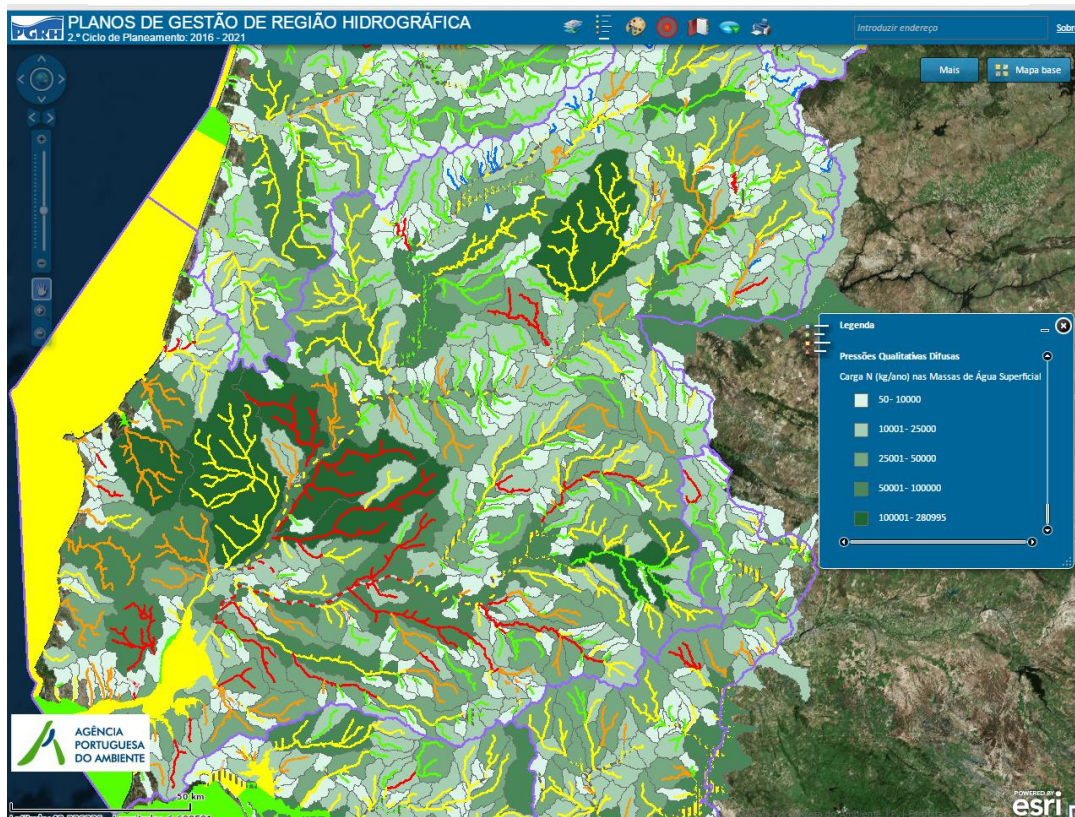 PGRH
PLANOS DE GESTÃO DE REGIÃO HIDROGRÁFICA
2.º Ciclo de Planeamento: 2016 - 2021
Introduzir endereço
Sobr
Mais
Mapa base
Legenda
Pressões Qualitativas Difusas
Carga N (kg/ano) nas Massas de Água Superficial
50- 10000
10001- 25000
25001- 50000
50001- 100000
100001- 280995
AGÊNCIA
PORTUGUESA
DO AMBIENTE
50 km
POWERED BY
esri